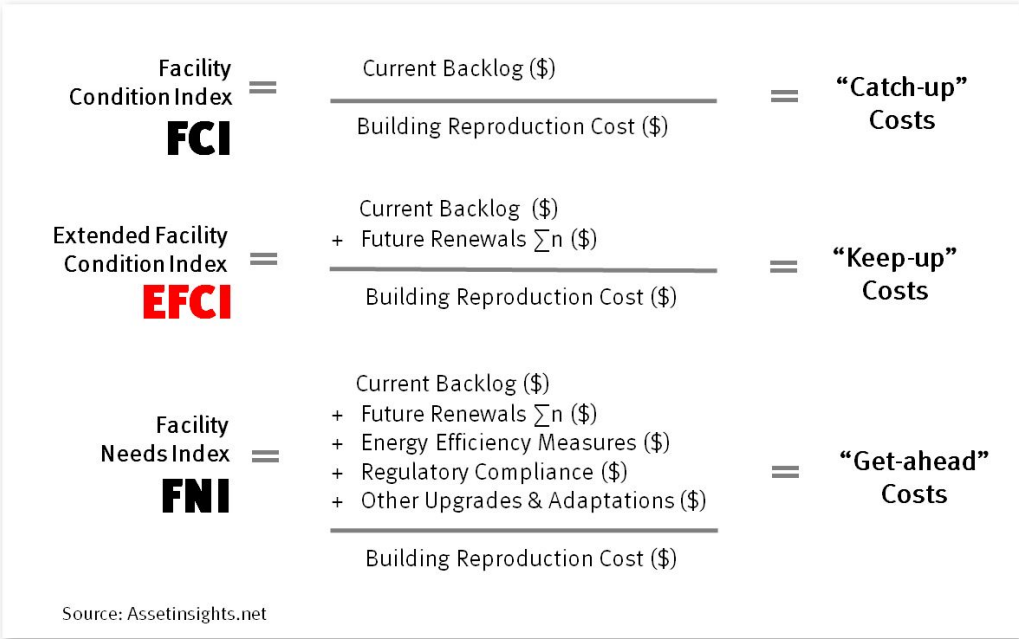 Facility
Condition Index
FCI
=
Current Backlog ($)
Building Reproduction Cost ($)
=
“Catch-up”
Costs
Extended Facility
Condition Index
EFCI
=
Current Backlog ($)
+ Future Renewals ∑n ($)
Building Reproduction Cost ($)
=
“Keep-up”
Costs
Facility
Needs Index
FNI
=
Current Backlog ($)
+ Future Renewals ∑n ($)
+ Energy Efficiency Measures ($)
+ Regulatory Compliance ($)
+ Other Upgrades & Adaptations ($)
Building Reproduction Cost ($)
=
“Get-ahead”
Costs
Source: Assetinsights.net